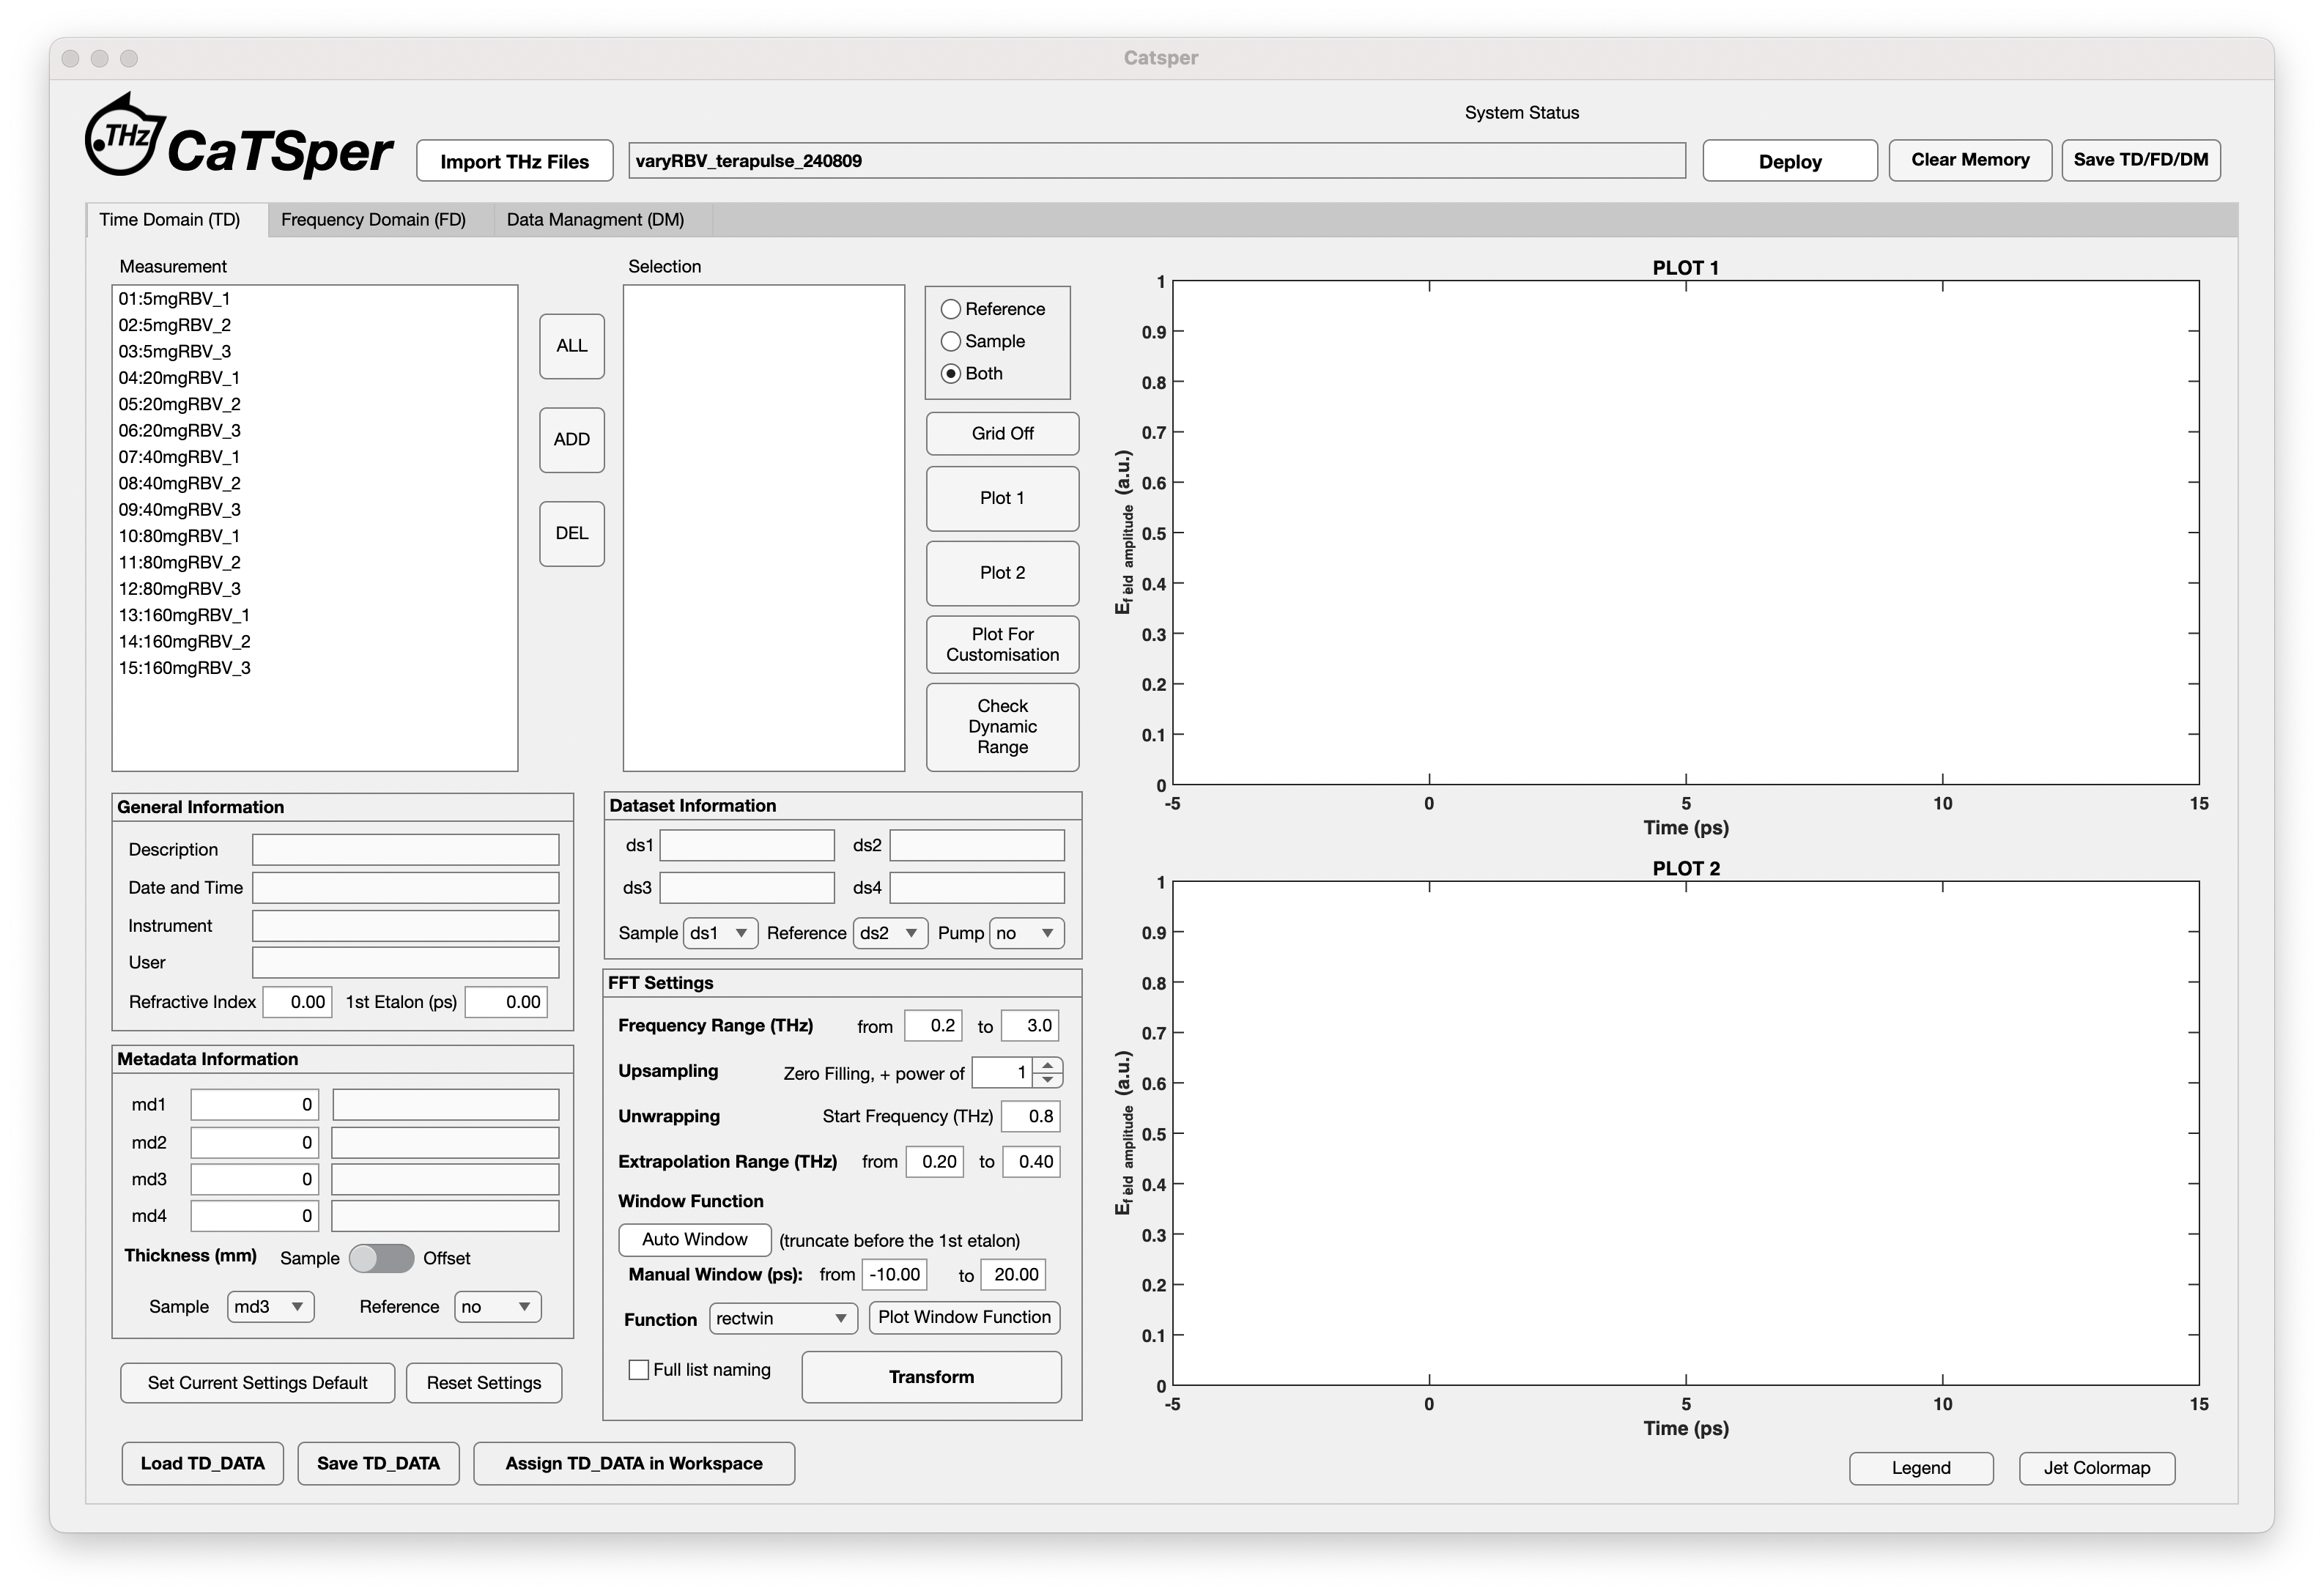 Catsper
THz
CaTSper
System Status
Import THz Files
varyRBV_terapulse_240809
Deploy
Clear Memory
Save TD/FD/DM
Time Domain (TD)
Frequency Domain (FD)
Data Managment (DM)
Measurement
01:5mgRBV_1
02:5mgRBV_2
03:5mgRBV_3
04:20mgRBV_1
05:20mgRBV_2
06:20mgRBV_3
07:40mgRBV_1
08:40mgRBV_2
09:40mgRBV_3
10:80mgRBV_1
11:80mgRBV_2
12:80mgRBV_3
13:160mgRBV_1
14:160mgRBV_2
15:160mgRBV_3
ALL
ADD
DEL
Selection
Reference
Sample
Both
Grid Off
Plot 1
Plot 2
Plot For
Customisation
Check
Dynamic
Range
General Information
Description
Date and Time
Instrument
User
Refractive Index 0.00 1st Etalon (ps) 0.00
Metadata Information
md1 0
md2 0
md3 0
md4 0
Thickness (mm) Sample Offset
Sample md3 Reference no
Set Current Settings Default
Reset Settings
Dataset Information
ds1 ds2
ds3 ds4
Sample ds1 Reference ds2 Pump no
FFT Settings
Frequency Range (THz) from 0.2 to 3.0
Upsampling Zero Filling, + power of 1
Unwrapping Start Frequency (THz) 0.8
Extrapolation Range (THz) from 0.20 to 0.40
Window Function
Auto Window (truncate before the 1st etalon)
Manual Window (ps): from -10.00 to 20.00
Function rectwin Plot Window Function
Full list naming
Transform
Load TD_DATA
Save TD_DATA
Assign TD_DATA in Workspace
PLOT 1
1
0.9
0.8
0.7
0.6
0.5
0.4
0.3
0.2
0.1
0
E field amplitude (a.u.)
-5 0 5 10 15
Time (ps)
PLOT 2
1
0.9
0.8
0.7
0.6
0.5
0.4
0.3
0.2
0.1
0
E field amplitude (a.u.)
-5 0 5 10 15
Time (ps)
Legend
Jet Colormap